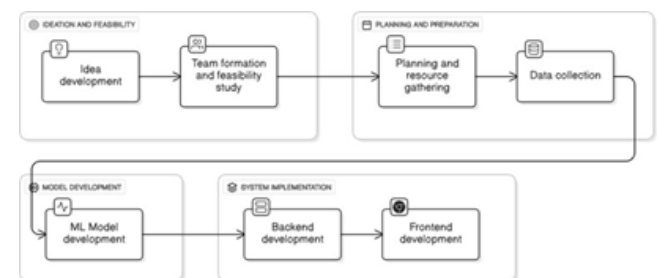 IDEATION AND FEASIBILITY
Idea
development
Team formation
and feasibility
study
PLANNING AND PREPARATION
Planning and
resource
gathering
Data collection
MODEL DEVELOPMENT
ML Model
development
SYSTEM IMPLEMENTATION
Backend
development
Frontend
development